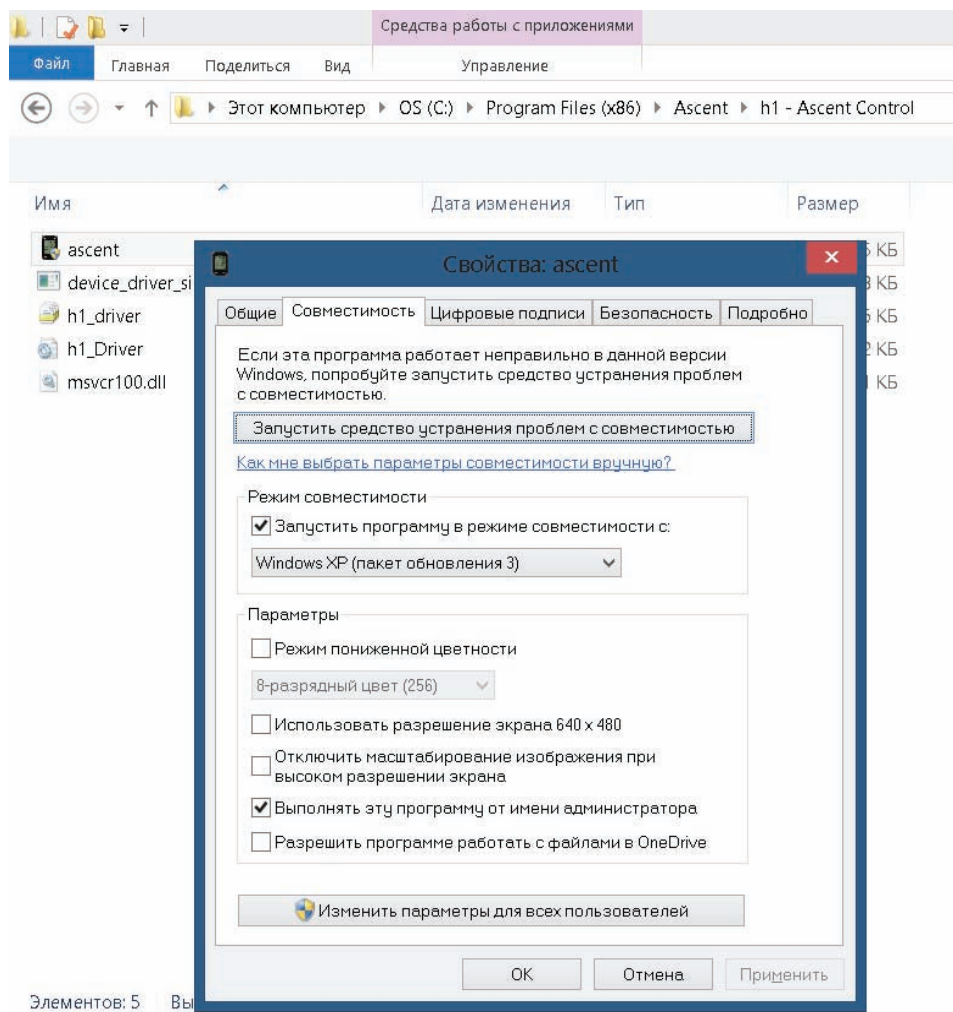 Средства работы с приложениями
Файл Главная Поделиться Вид Управление
Этот компьютер OS (C:) Program Files (x86) Ascent h1 - Ascent Control
Имя Дата изменения Тип Размер
ascent КБ
device_driver_si КБ
h1_driver КБ
h1_Driver КБ
msvcr100.dll КБ
Свойства: ascent
Общие Совместимость Цифровые подписи Безопасность Подробно
Если эта программа работает неправильно в данной версии
Windows, попробуйте запустить средство устранения проблем
с совместимостью.
Запустить средство устранения проблем с совместимостью
Как мне выбрать параметры совместимости вручную?
Режим совместимости
Запустить программу в режиме совместимости с:
Windows XP (пакет обновления 3)
Параметры
Режим пониженной цветности
8-разрядный цвет (256)
Использовать разрешение экрана 640 x 480
Отключить масштабирование изображения при
высоком разрешении экрана
Выполнять эту программу от имени администратора
Разрешить программе работать с файлами в OneDrive
Изменить параметры для всех пользователей
OK Отмена Применить
Элементов: 5 Вы